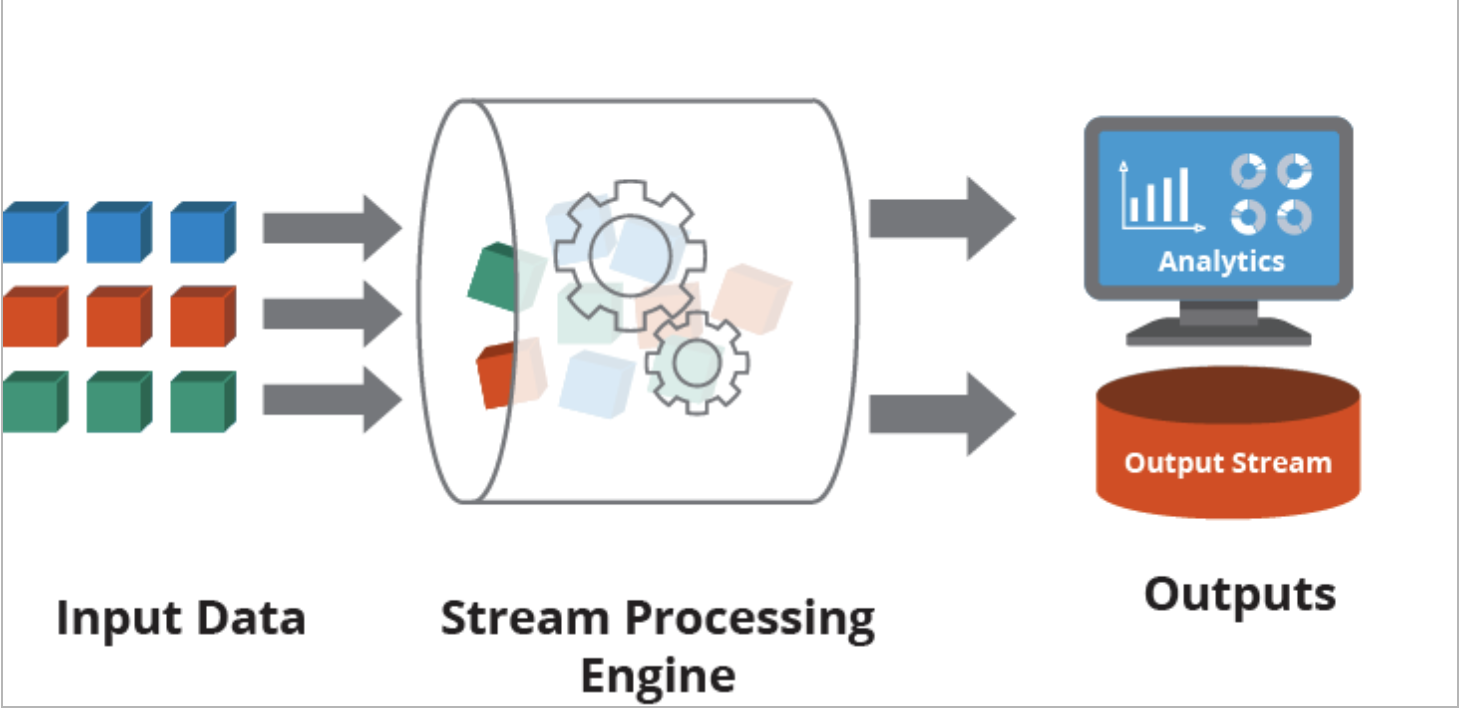 Analytics
Output Stream
Input Data
Stream Processing
Engine
Outputs